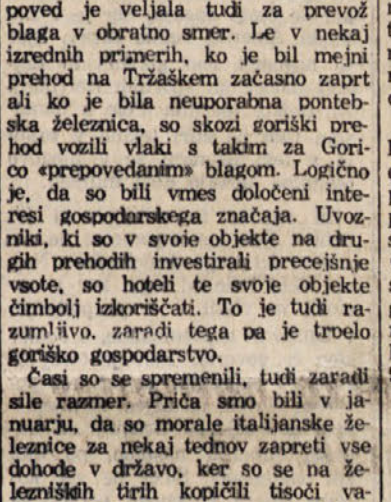 poved je veljala tudi za prevoz
blaga v obratno smer. Le v nekaj
izrednih primerih, ko je bil mejni
prehod na Tržaškem začasno zaprt
ali ko je bila neuporabna ponteb-
ska železnica, so skozi goriški pre-
hod vozili vlaki s takim za Gori-
co «prepovedanim» blagom. Logično
je, da so bili vmes določeni inte-
resi gospodarskega značaja. Uvoz-
niki, ki so v svoje objekte na dru-
gih prehodih investirali precejšnje
vsote, so hoteli te svoje objekte
čimbolj izkoriščati. To je tudi ra-
zumljivo, zaradi tega pa je trpelo
goriško gospodarstvo.
Časi so se spremenili, tudi zaradi
sile razmer. Priča smo bili v ja-
nuarju, da so morale italijanske že-
leznice za nekaj tednov zapreti vse
dohode v državo, ker so se na že-
lezniških tirih kopičili tisoči va-